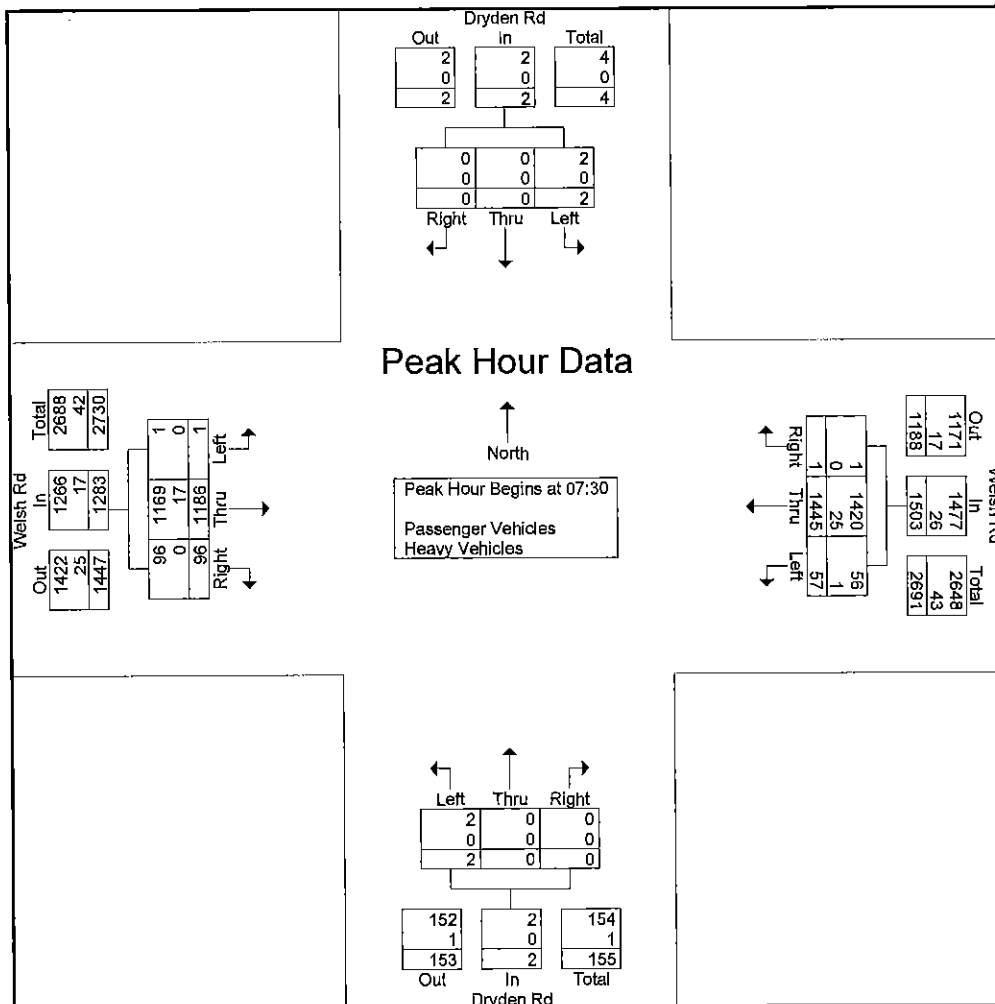 Dryden Rd
Out In Total
2 2 4
0 0 0
2 2 4
0 0 2
0 0 0
0 0 2
Right Thru Left
Peak Hour Data
North
Peak Hour Begins at 07:30
Passenger Vehicles
Heavy Vehicles
Welsh Rd
Out In Total
1422 1266 2688
25 17 42
1447 1283 2730
Right Thru Left
96 1169 1
0 17 0
96 1186 1
Welsh Rd
Out In Total
1171 1477 2648
17 26 43
1188 1503 2691
Right Thru Left
1 1420 56
0 25 1
1 1445 57
Left Thru Right
2 0 0
0 0 0
2 0 0
152 2 154
1 0 1
153 2 155
Out In Total
Dryden Rd